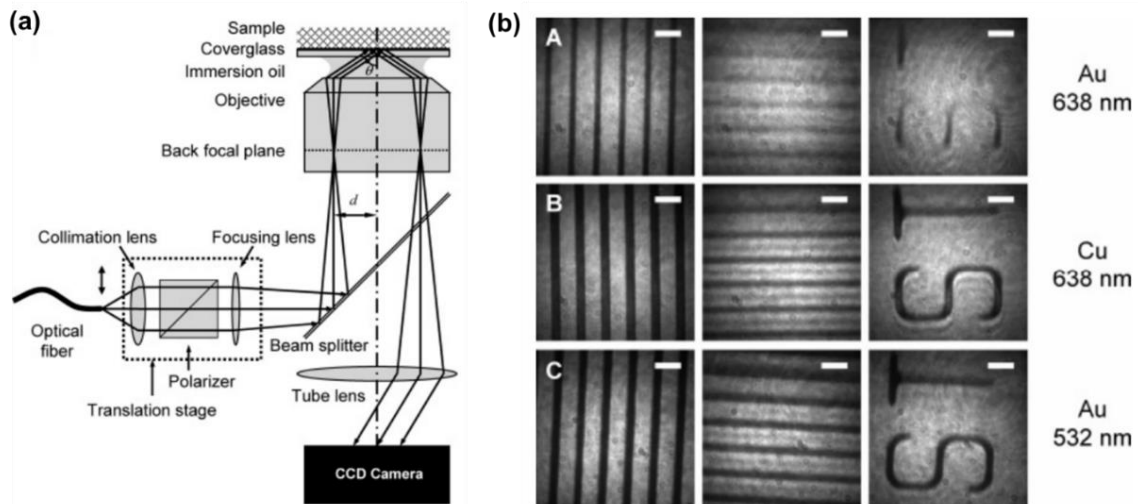 (a)
Sample
Coverglass
θ
Immersion oil
Objective
Back focal plane
d
Collimation lens
Focusing lens
Optical
fiber
Beam splitter
Polarizer
Tube lens
Translation stage
CCD Camera
(b)
A
Au
638 nm
B
Cu
638 nm
C
Au
532 nm